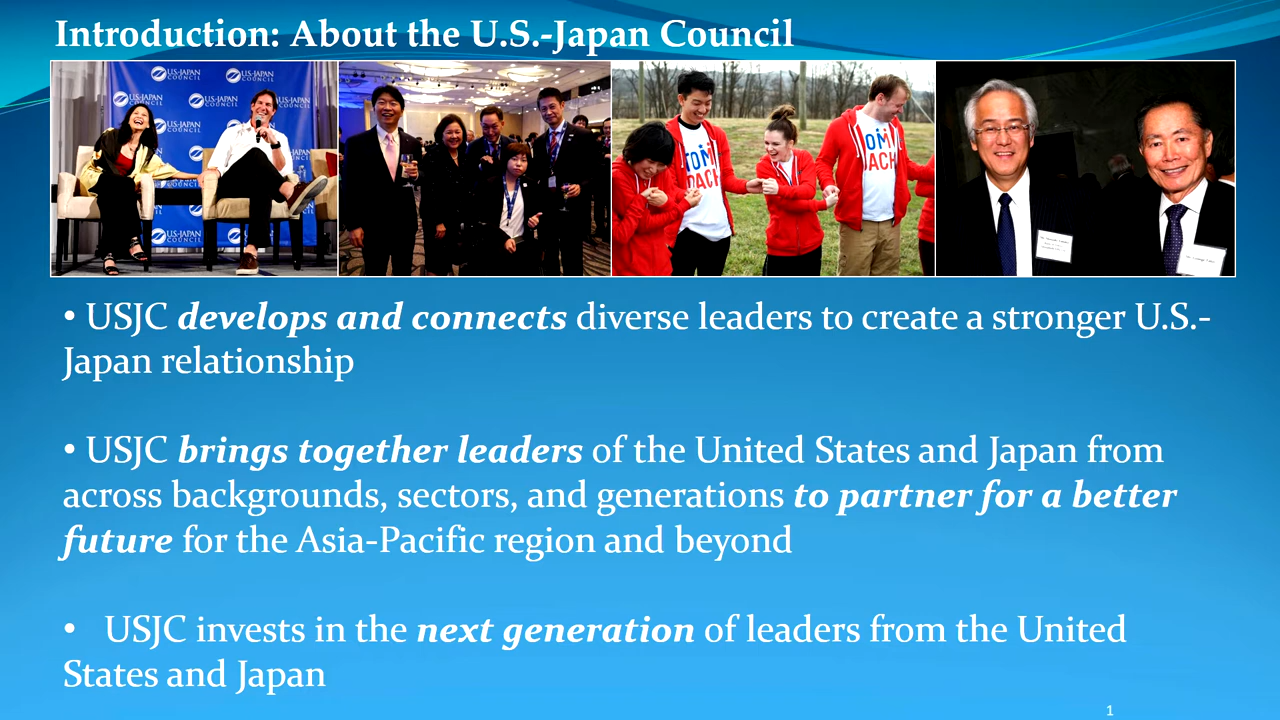 Introduction: About the U.S.-Japan Council
US-JAPAN COUNCIL
US-JAPAN COUNCIL
US-JAPAN COUNCIL
US-JAPAN COUNCIL
US-JAPAN COUNCIL
• USJC develops and connects diverse leaders to create a stronger U.S.-
Japan relationship
• USJC brings together leaders of the United States and Japan from
across backgrounds, sectors, and generations to partner for a better
future for the Asia-Pacific region and beyond
• USJC invests in the next generation of leaders from the United
States and Japan
1